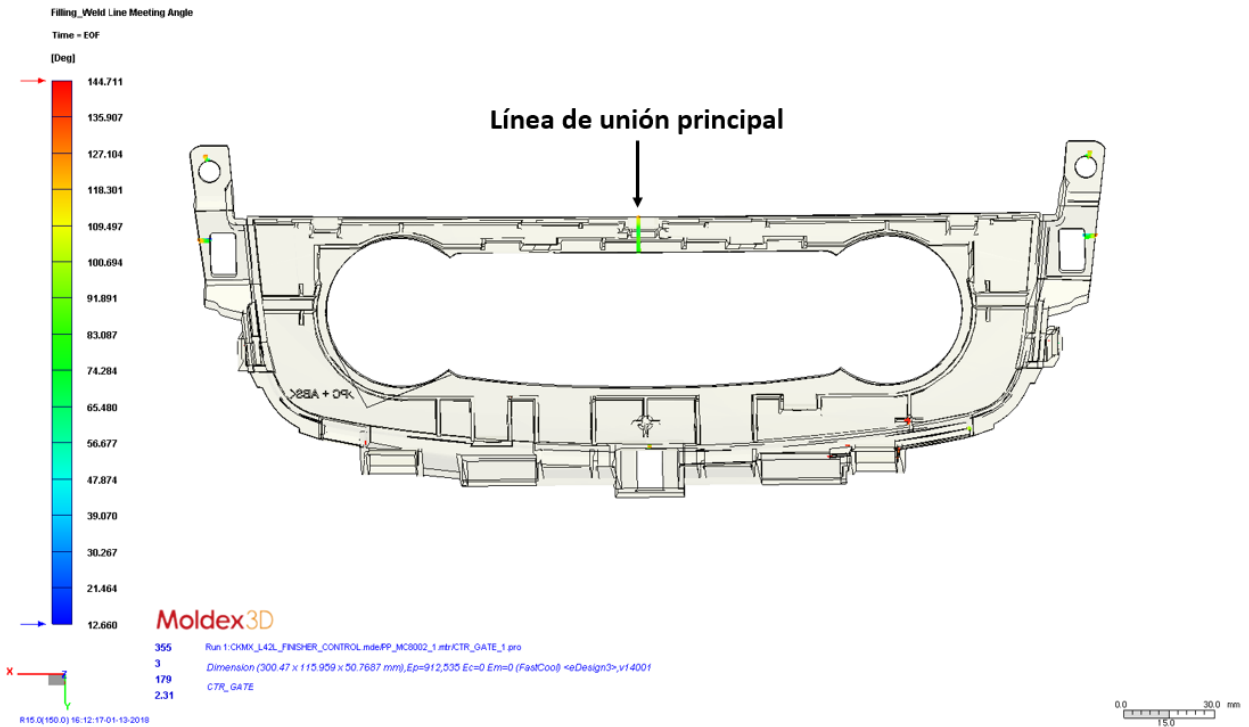 Filling_Weld Line Meeting Angle
Time = EOF
[Deg]
144.711
135.907
127.104
118.301
109.497
100.694
91.891
83.087
74.284
65.480
56.677
47.874
39.070
30.267
21.464
12.660
Línea de unión principal
>PC + ABS<
Moldex3D
355 Run 1:CKMX_L42L_FINISHER_CONTROL.mde/PP_MC8002_1.mtr/CTR_GATE_1.pro
3 Dimension (300.47 x 115.959 x 50.7687 mm),Ep=912,535 Ec=0 Em=0 (FastCool) <eDesign3>,v14001
179 CTR_GATE
2.31
X
Z
Y
R15.0(150.0) 16:12:17-01-13-2018
0.0 30.0 mm
15.0